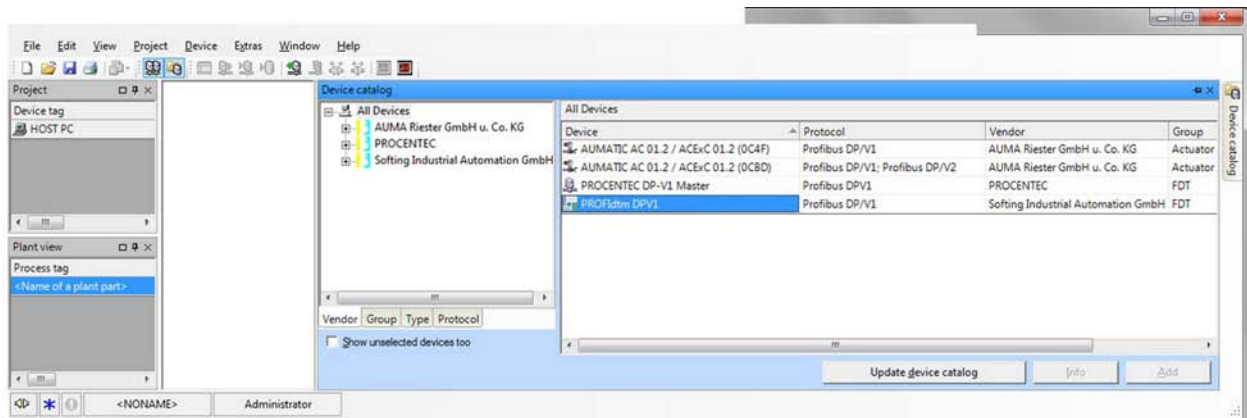 File Edit View Project Device Extras Window Help
Project
Device tag
HOST PC
Plant view
Process tag
<Name of a plant part>
Device catalog
All Devices
AUMA Riester GmbH u. Co. KG
PROCENTEC
Softing Industrial Automation GmbH
Vendor Group Type Protocol
Show unselected devices too
All Devices
Device Protocol Vendor Group
AUMATIC AC 01.2 / ACExC 01.2 (0C4F) Profibus DP/V1 AUMA Riester GmbH u. Co. KG Actuator
AUMATIC AC 01.2 / ACExC 01.2 (0CBD) Profibus DP/V1; Profibus DP/V2 AUMA Riester GmbH u. Co. KG Actuator
PROCENTEC DP-V1 Master Profibus DPV1 PROCENTEC FDT
PROFIdtm DPV1 Profibus DP/V1 Softing Industrial Automation GmbH FDT
Update device catalog Info Add
Device catalog
<NONAME> Administrator